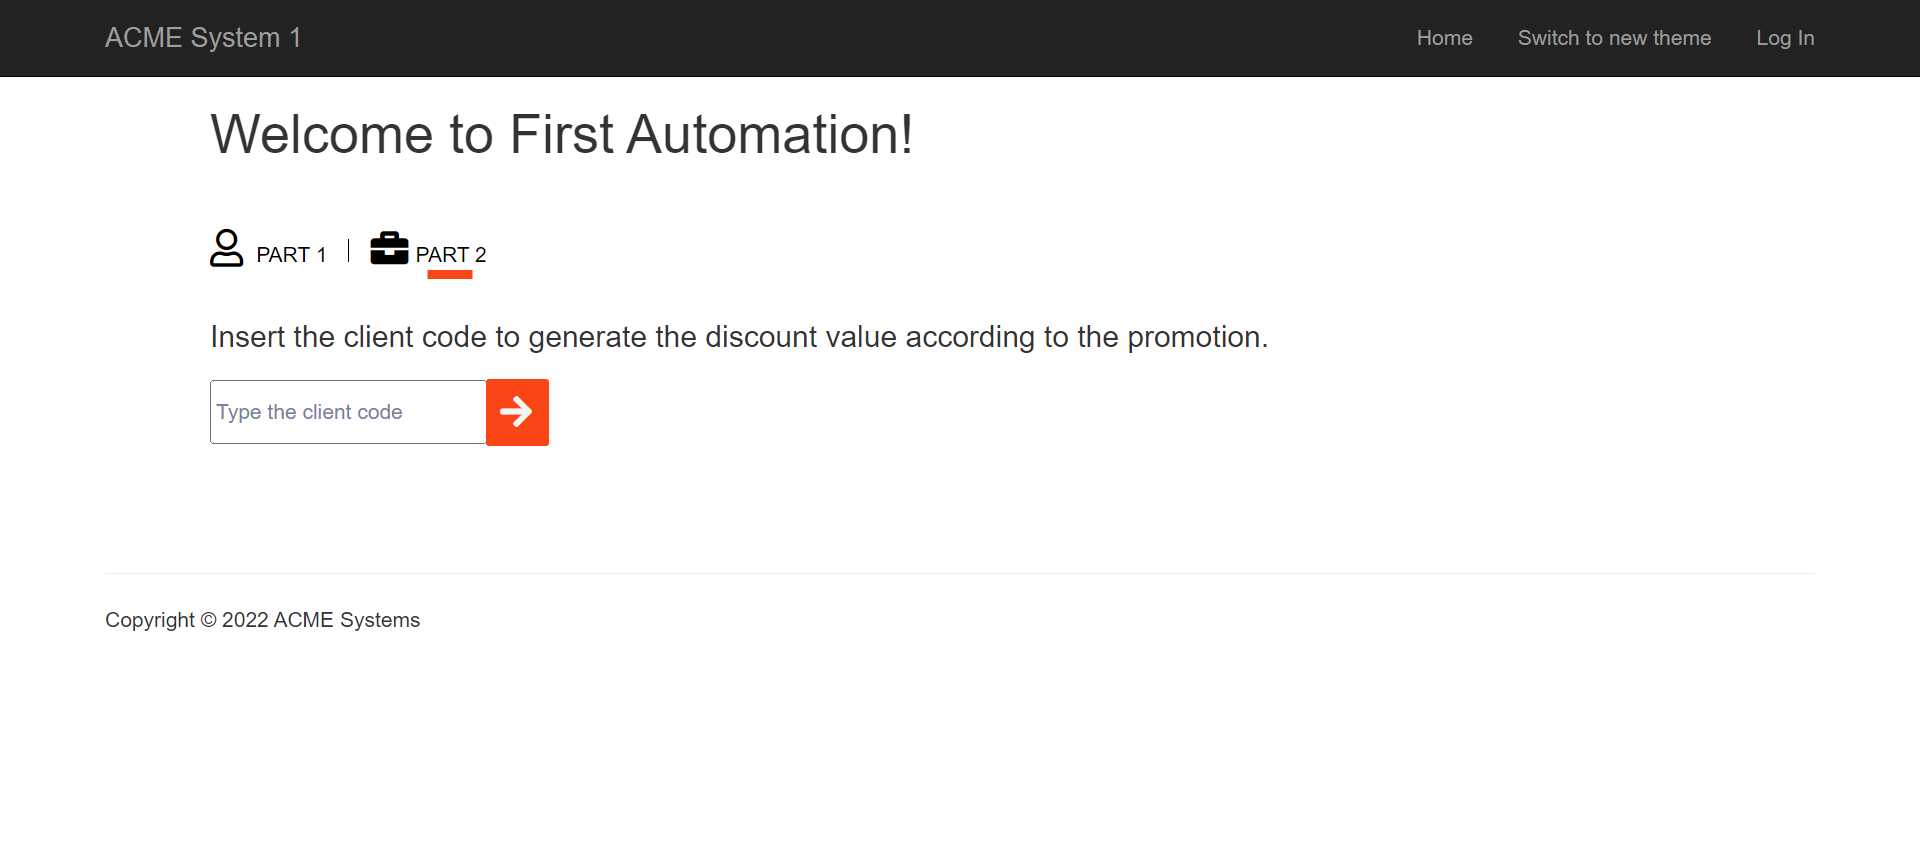 ACME System 1 Home Switch to new theme Log In
Welcome to First Automation!
PART 1 PART 2
Insert the client code to generate the discount value according to the promotion.
Type the client code
Copyright © 2022 ACME Systems